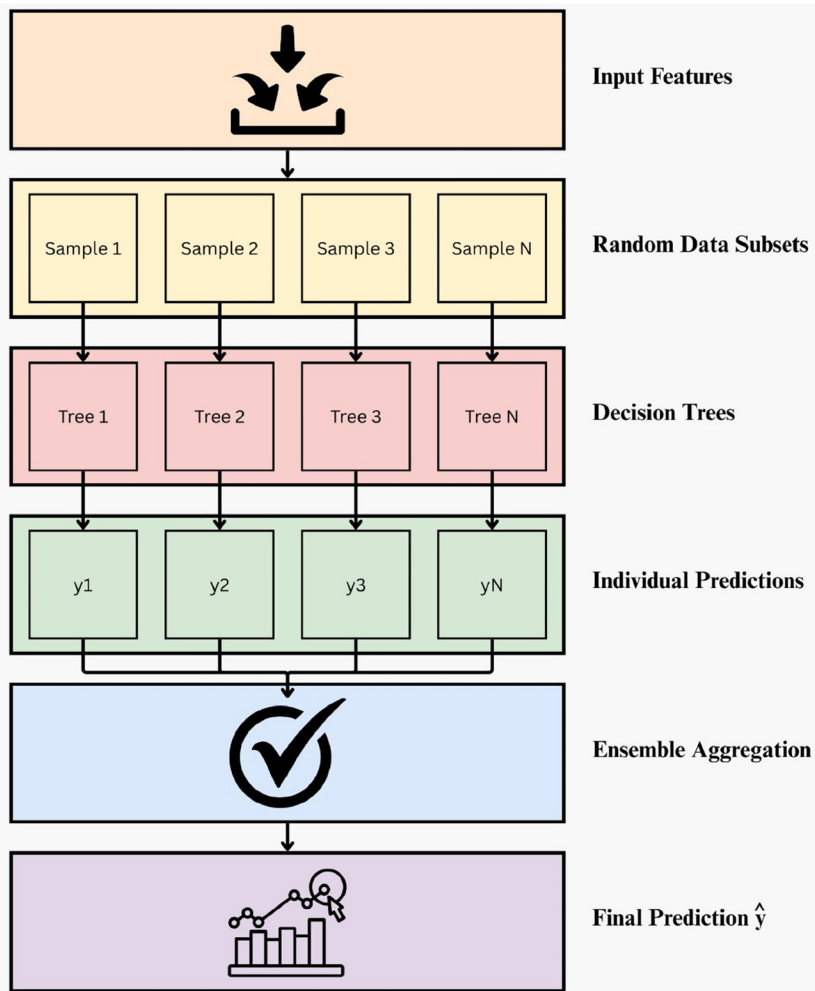 Input Features
Sample 1 Sample 2 Sample 3 Sample N
Random Data Subsets
Tree 1 Tree 2 Tree 3 Tree N
Decision Trees
y1 y2 y3 yN
Individual Predictions
Ensemble Aggregation
Final Prediction ŷ